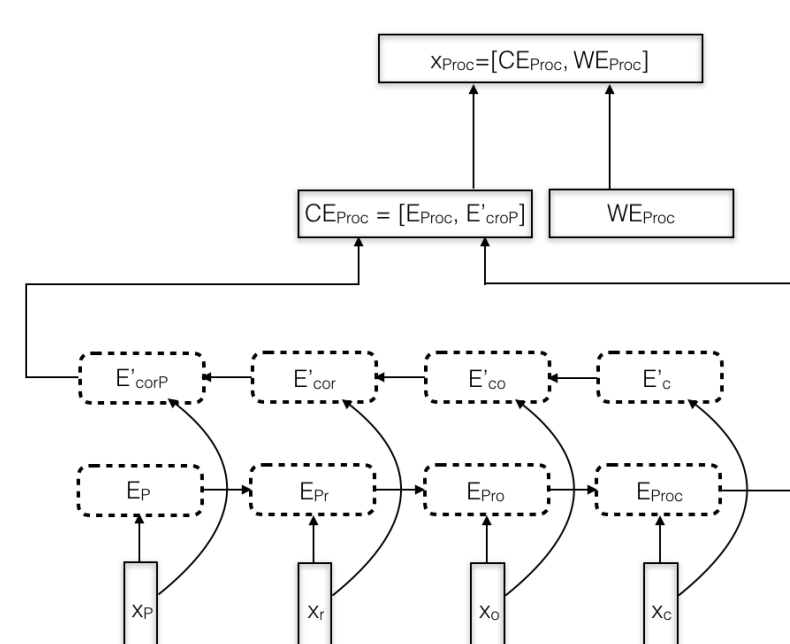 xProc=[CEProc, WEProc]
CEProc = [EProc, E'croP]
WEProc
E'corP
E'cor
E'co
E'c
EP
EPr
EPro
EProc
xP
xr
xo
xc